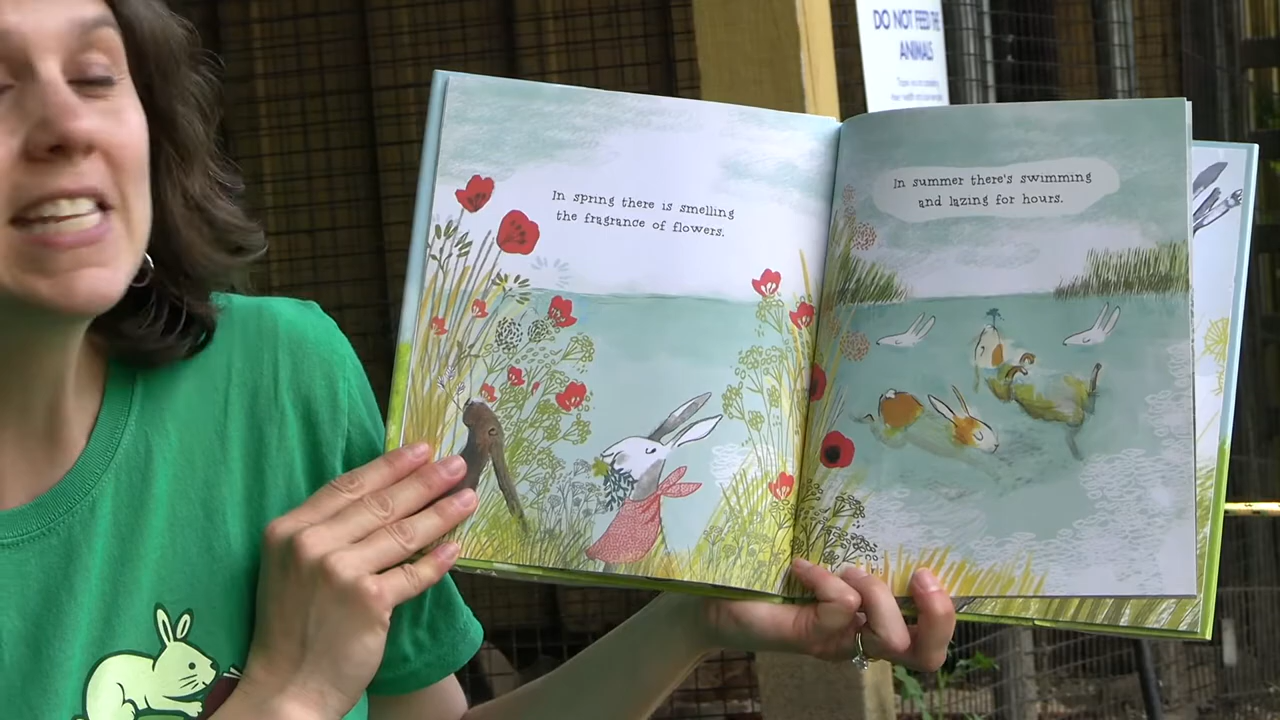 DO NOT FEED THE
ANIMALS
In spring there is smelling
the fragrance of flowers.
In summer there's swimming
and lazing for hours.